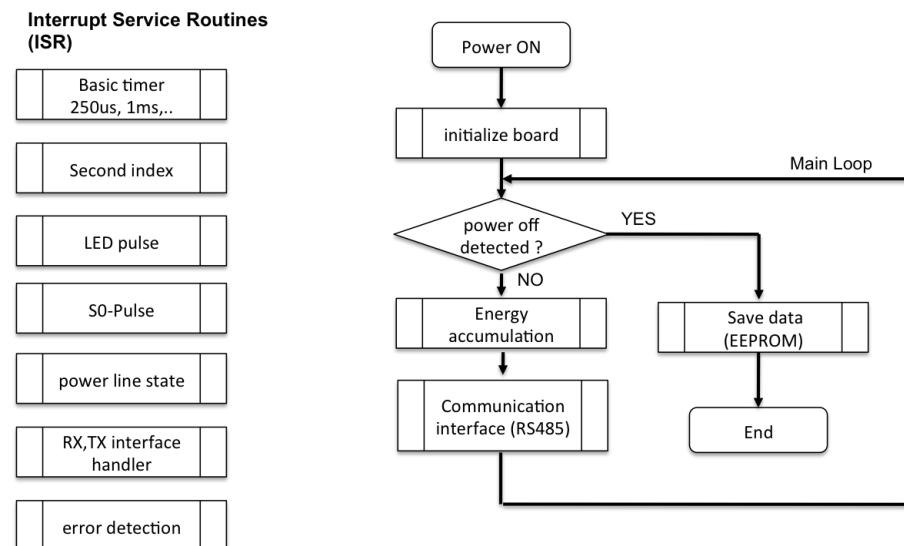 Interrupt Service Routines
(ISR)
Basic timer
250us, 1ms,..
Second index
LED pulse
S0-Pulse
power line state
RX,TX interface
handler
error detection
Power ON
initialize board
Main Loop
power off
detected ?
YES
NO
Energy
accumulation
Save data
(EEPROM)
Communication
interface (RS485)
End